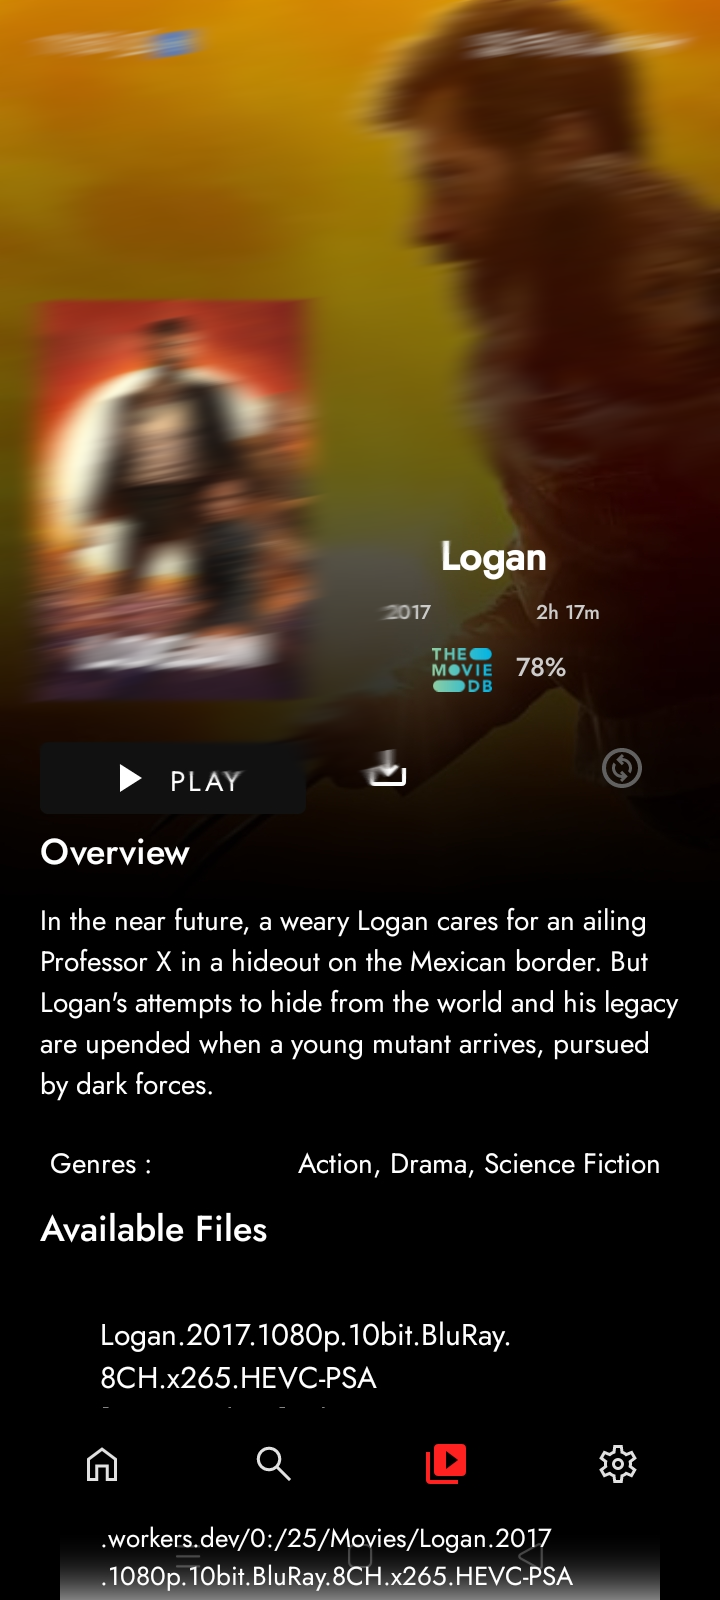 Logan
2017 2h 17m
THE MOVIE DB 78%
PLAY
Overview
In the near future, a weary Logan cares for an ailing
Professor X in a hideout on the Mexican border. But
Logan's attempts to hide from the world and his legacy
are upended when a young mutant arrives, pursued
by dark forces.
Genres : Action, Drama, Science Fiction
Available Files
Logan.2017.1080p.10bit.BluRay.
8CH.x265.HEVC-PSA
.workers.dev/0:/25/Movies/Logan.2017
.1080p.10bit.BluRay.8CH.x265.HEVC-PSA